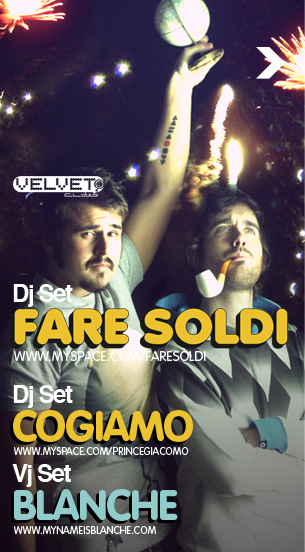 VELVET
CLUB
Dj Set
FARE SOLDI
WWW.MYSPACE.COM/FARESOLDI
Dj Set
COGIAMO
WWW.MYSPACE.COM/PRINCEGIACOMO
Vj Set
BLANCHE
WWW.MYNAMEISBLANCHE.COM